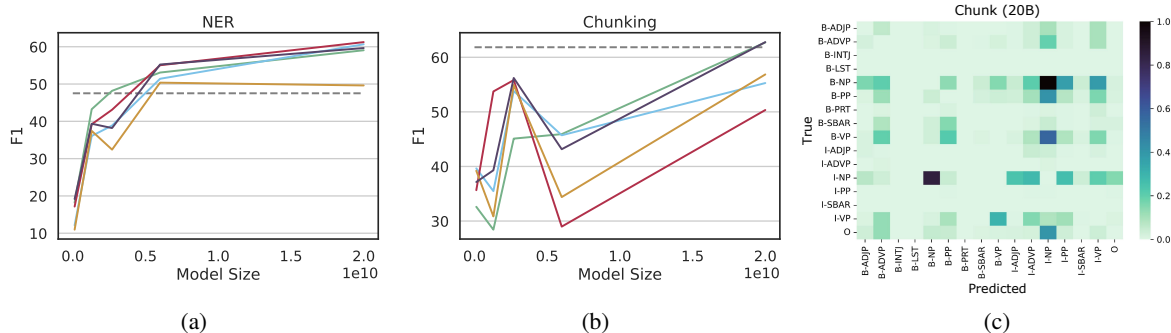 NER
F1
60
50
40
30
20
10
0.0 0.5 1.0 1.5 2.0
1e10
Model Size
(a)
Chunking
F1
60
50
40
30
0.0 0.5 1.0 1.5 2.0
1e10
Model Size
(b)
Chunk (20B)
True
B-ADJP
B-ADVP
B-INTJ
B-LST
B-NP
B-PP
B-PRT
B-SBAR
B-VP
I-ADJP
I-ADVP
I-NP
I-PP
I-SBAR
I-VP
O
B-ADJP B-ADVP B-INTJ B-LST B-NP B-PP B-PRT B-SBAR B-VP I-ADJP I-ADVP I-NP I-PP I-SBAR I-VP O
Predicted
1.0
0.8
0.6
0.4
0.2
0.0
(c)